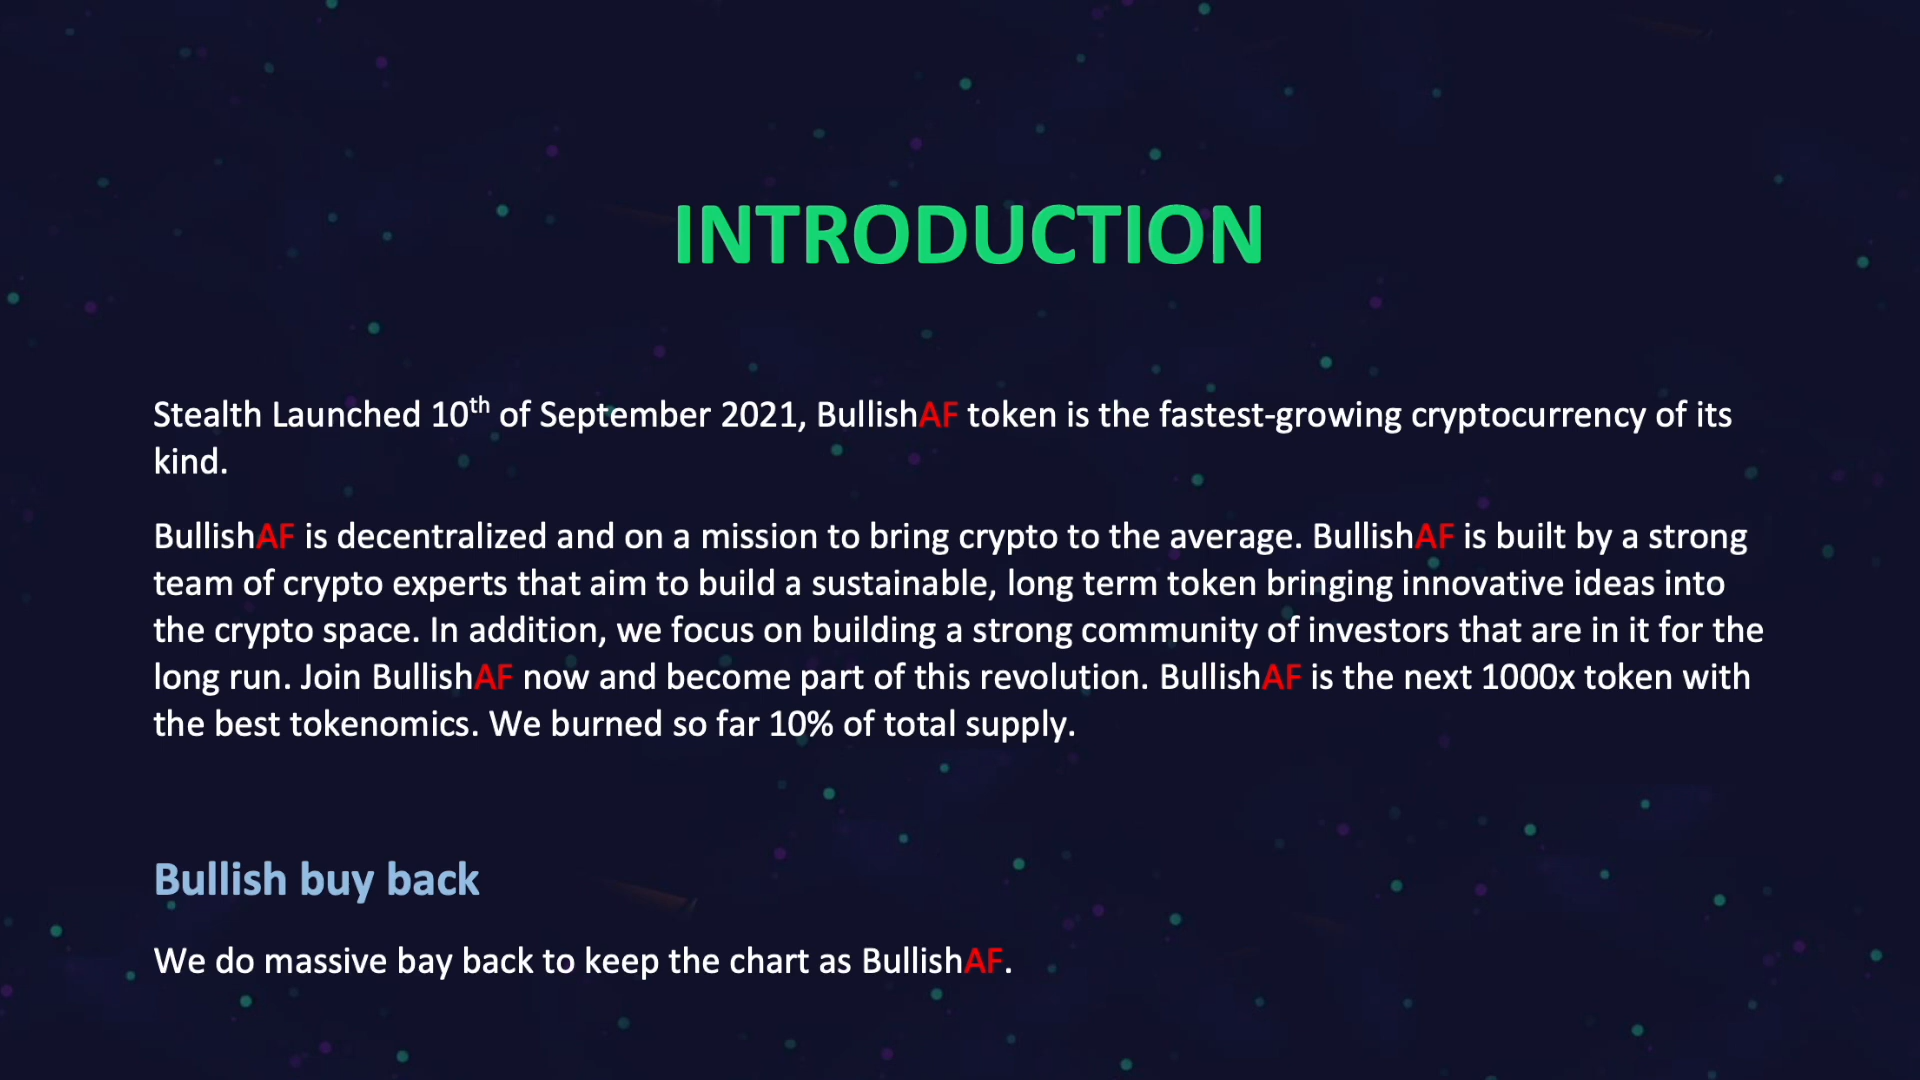 INTRODUCTION
Stealth Launched 10th of September 2021, BullishAF token is the fastest-growing cryptocurrency of its
kind.
BullishAF is decentralized and on a mission to bring crypto to the average. BullishAF is built by a strong
team of crypto experts that aim to build a sustainable, long term token bringing innovative ideas into
the crypto space. In addition, we focus on building a strong community of investors that are in it for the
long run. Join BullishAF now and become part of this revolution. BullishAF is the next 1000x token with
the best tokenomics. We burned so far 10% of total supply.
Bullish buy back
We do massive bay back to keep the chart as BullishAF.